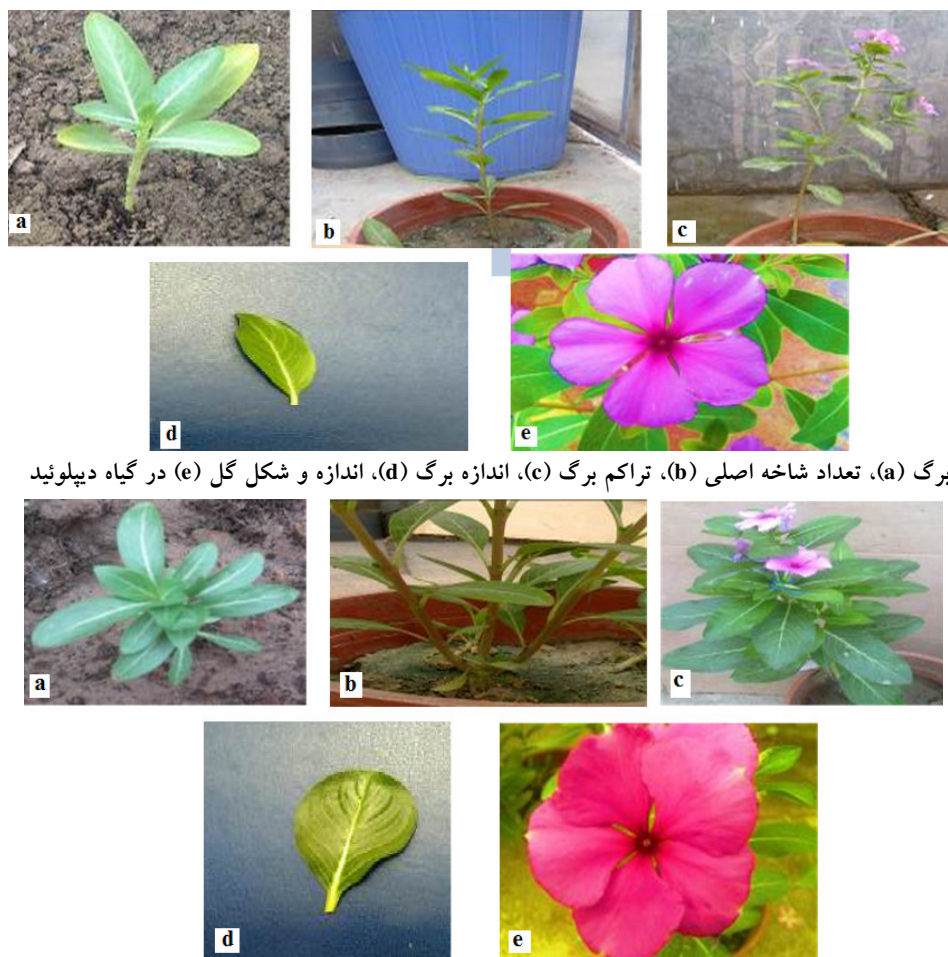 a b c
d e
برگ (a)، تعداد شاخه اصلی (b)، تراکم برگ (c)، اندازه برگ (d)، اندازه و شکل گل (e) در گیاه دیپلوئید
a b c
d e